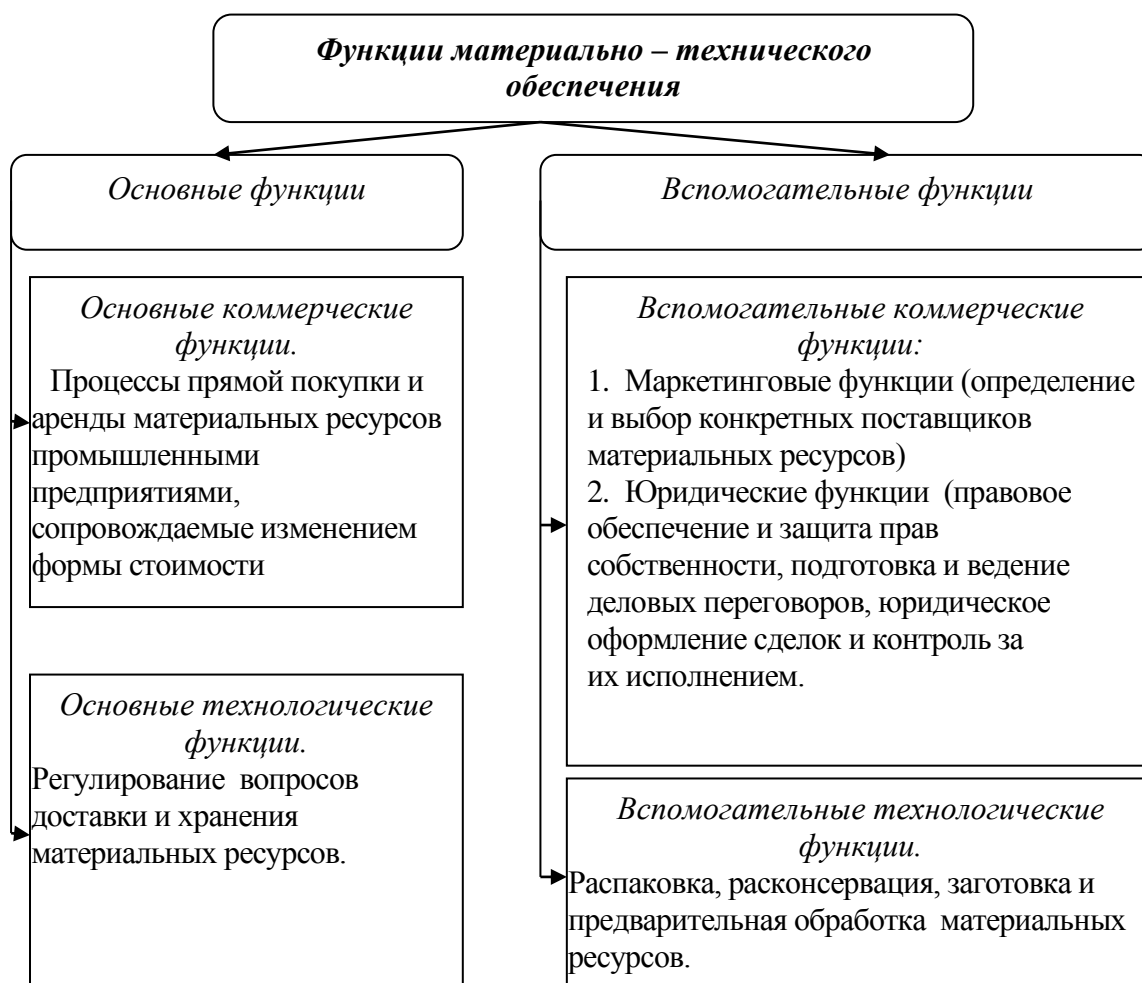 Функции материально – технического
обеспечения
Основные функции
Вспомогательные функции
Основные коммерческие
функции.
Процессы прямой покупки и
аренды материальных ресурсов
промышленными
предприятиями,
сопровождаемые изменением
формы стоимости
Основные технологические
функции.
Регулирование вопросов
доставки и хранения
материальных ресурсов.
Вспомогательные коммерческие
функции:
1. Маркетинговые функции (определение
и выбор конкретных поставщиков
материальных ресурсов)
2. Юридические функции (правовое
обеспечение и защита прав
собственности, подготовка и ведение
деловых переговоров, юридическое
оформление сделок и контроль за
их исполнением.
Вспомогательные технологические
функции.
Распаковка, расконсервация, заготовка и
предварительная обработка материальных
ресурсов.